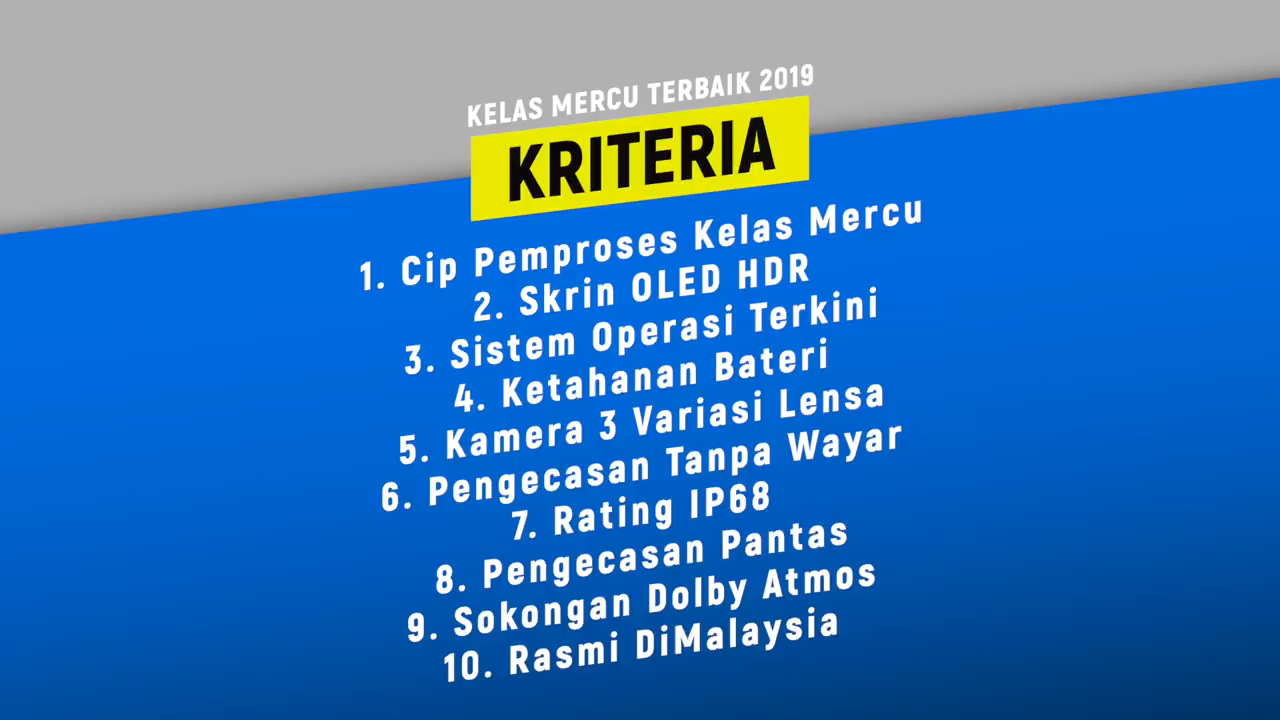 KELAS MERCU TERBAIK 2019
KRITERIA
1. Cip Pemproses Kelas Mercu
2. Skrin OLED HDR
3. Sistem Operasi Terkini
4. Ketahanan Bateri
5. Kamera 3 Variasi Lensa
6. Pengecasan Tanpa Wayar
7. Rating IP68
8. Pengecasan Pantas
9. Sokongan Dolby Atmos
10. Rasmi DiMalaysia